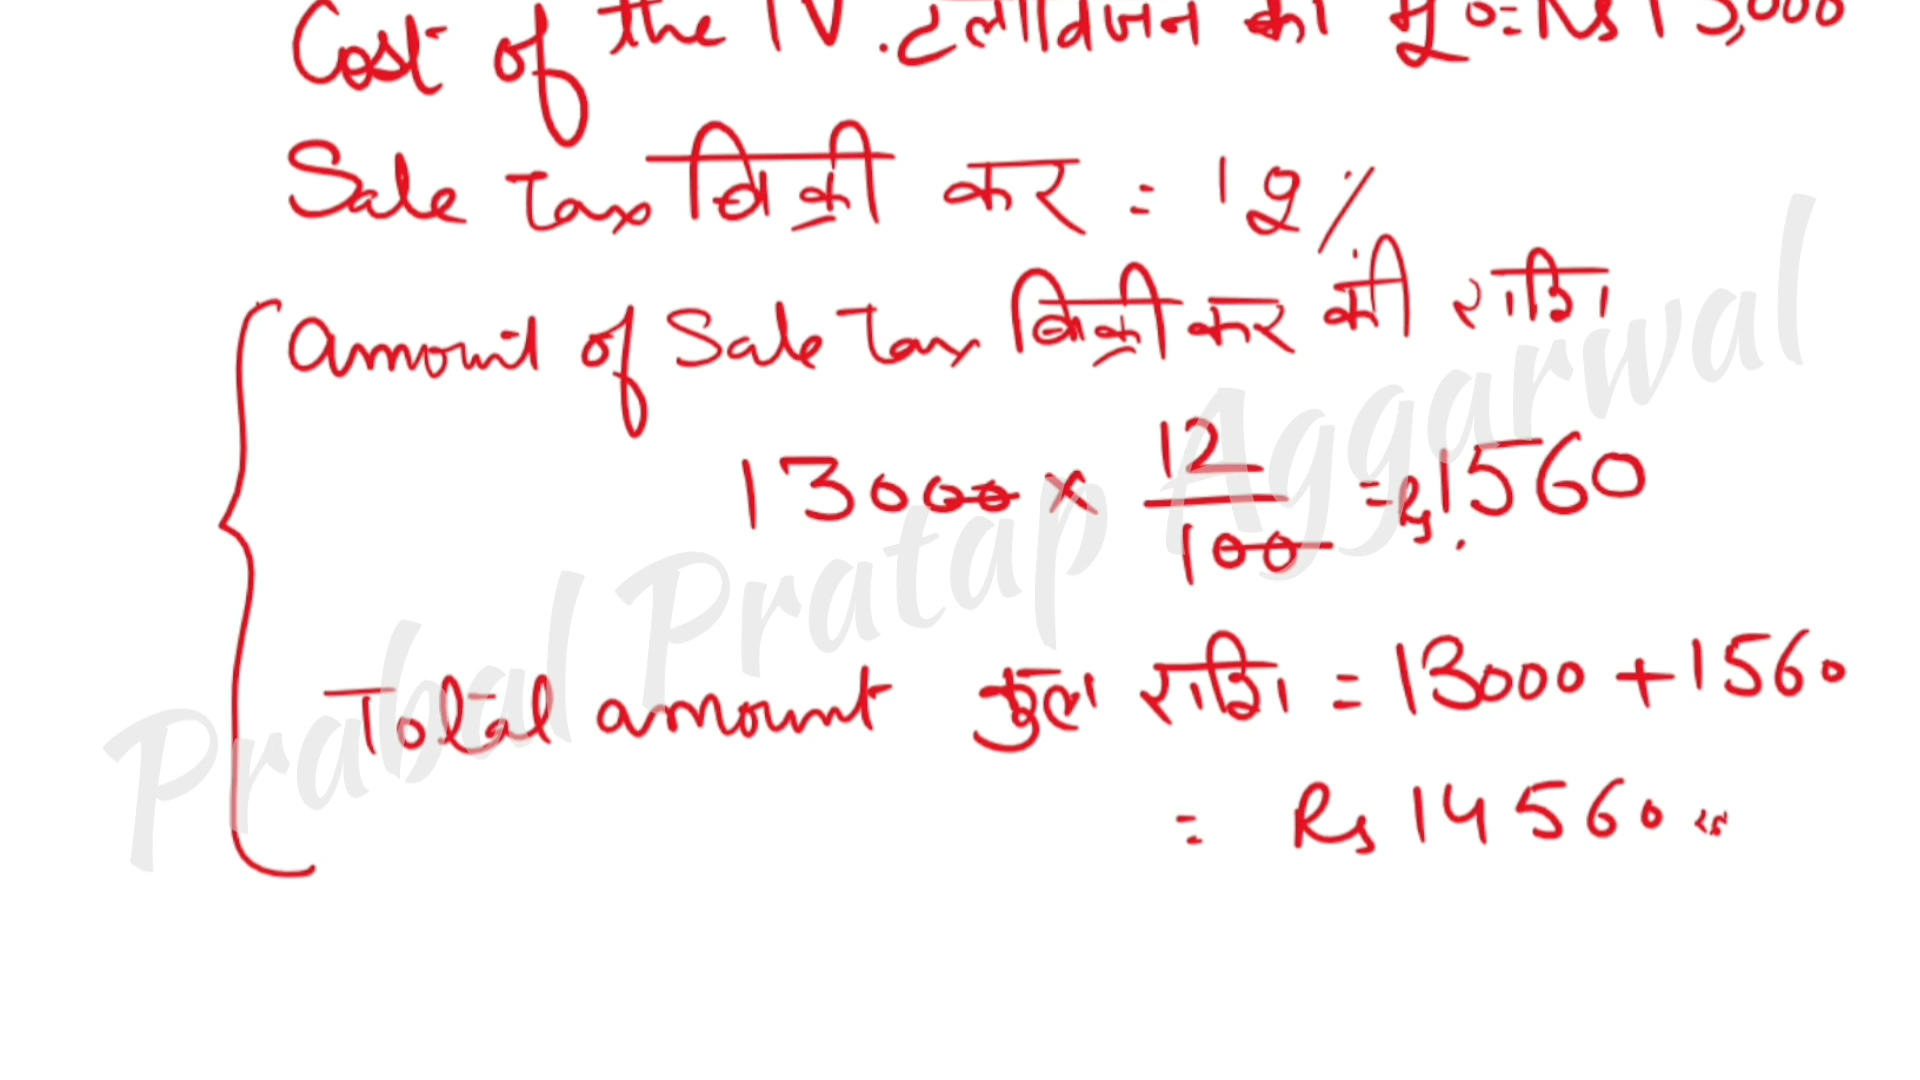 Cost of the TV. टेलीविजन का मू०=Rs 13,000
Sale Tax बिक्री कर = 12%
Amount of Sale Tax बिक्री कर की राशि
13000 × 12/100 = Rs. 1560
Total amount कुल राशि = 13000 + 1560
= Rs 14560
Prabal Pratap Aggarwal